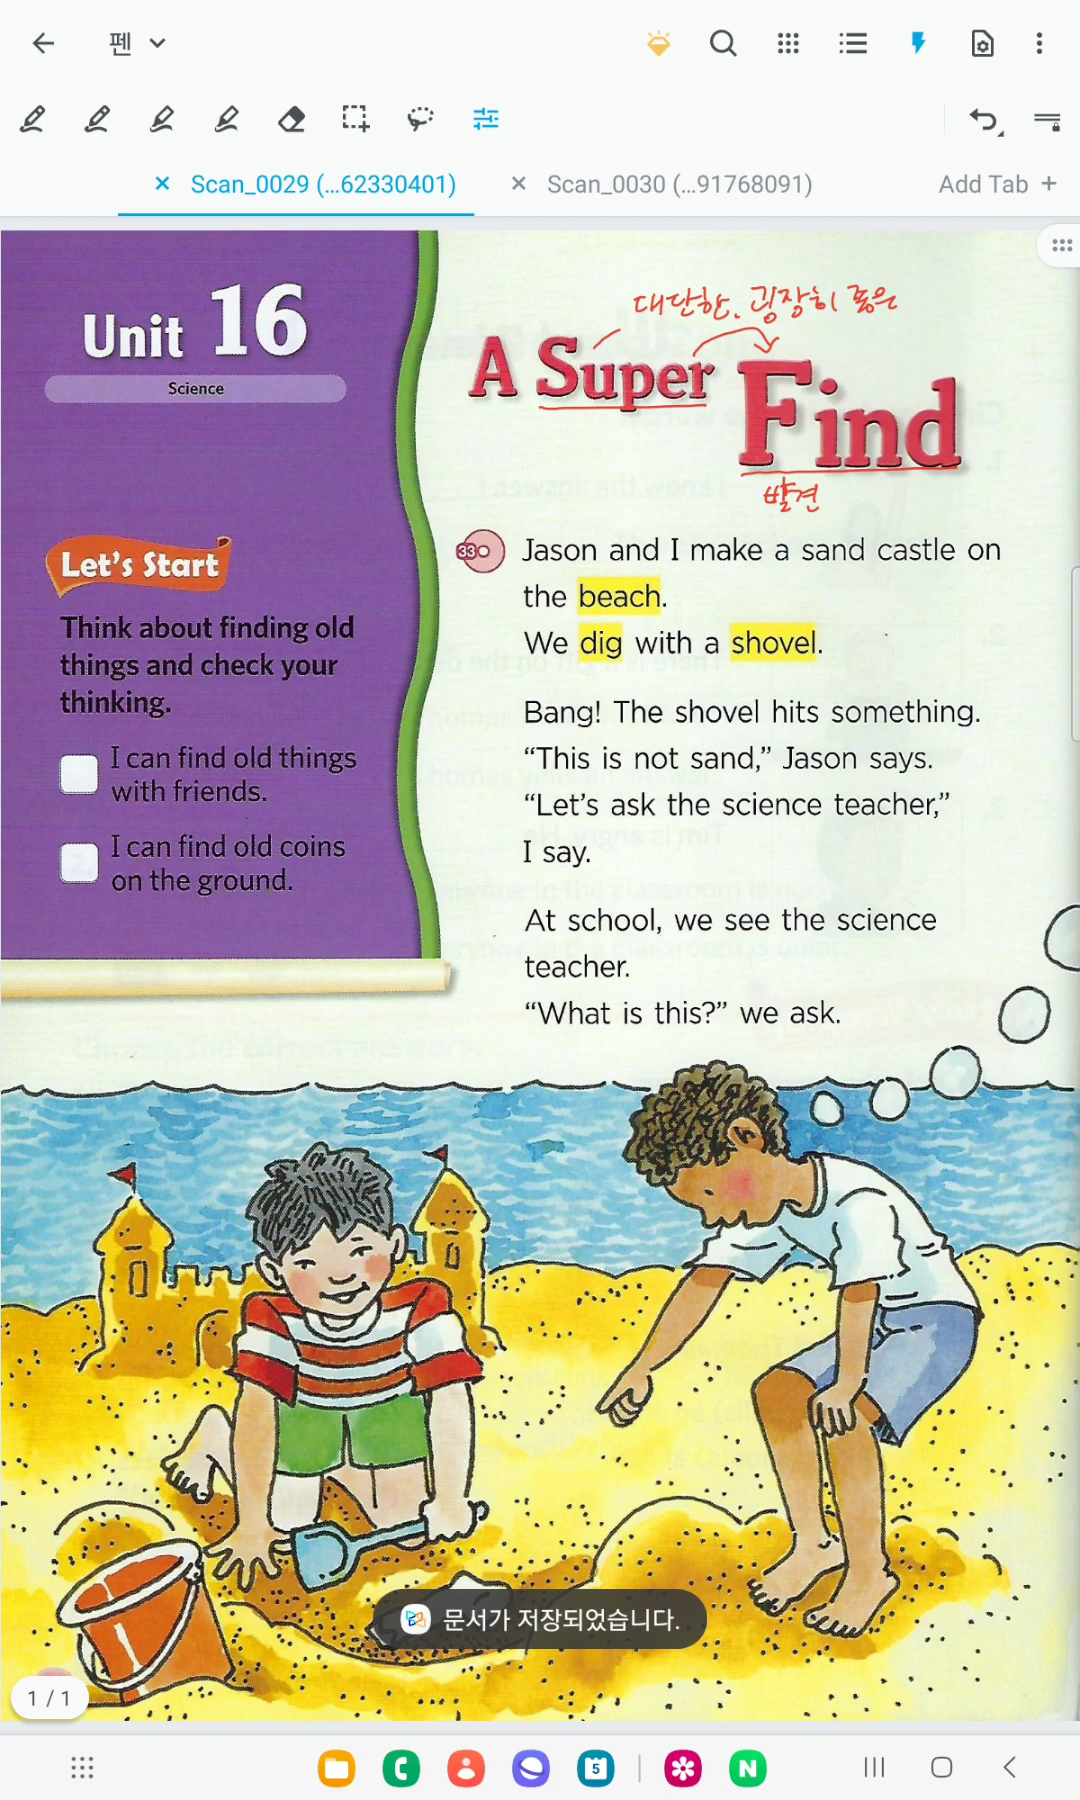 펜
Scan_0029 (...62330401)
Scan_0030 (...91768091)
Add Tab +
Unit 16
Science
대단한, 굉장히 좋은
A Super Find
발견
Let's Start
Think about finding old
things and check your
thinking.
I can find old things
with friends.
I can find old coins
on the ground.
33
Jason and I make a sand castle on
the beach.
We dig with a shovel.
Bang! The shovel hits something.
“This is not sand,” Jason says.
“Let’s ask the science teacher,”
I say.
At school, we see the science
teacher.
“What is this?” we ask.
문서가 저장되었습니다.
1 / 1
5
N